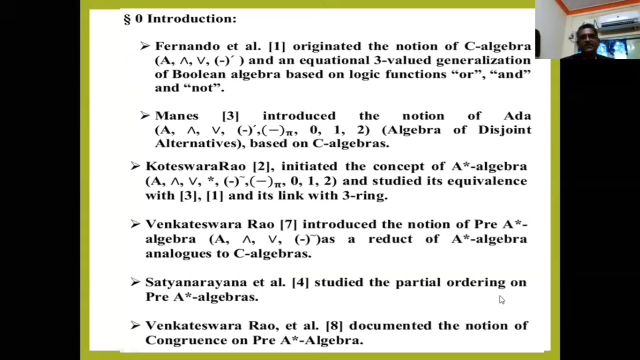 § 0 Introduction:
➢ Fernando et al. [1] originated the notion of C-algebra
(A, ∧, ∨, (-)´ ) and an equational 3-valued generalization
of Boolean algebra based on logic functions “or”, “and”
and “not”.
➢ Manes [3] introduced the notion of Ada
(A, ∧, ∨, (-)´,(−)π, 0, 1, 2) (Algebra of Disjoint
Alternatives), based on C-algebras.
➢ KoteswaraRao [2], initiated the concept of A*-algebra
(A, ∧, ∨, *, (-)˜,(−)π, 0, 1, 2) and studied its equivalence
with [3], [1] and its link with 3-ring.
➢ Venkateswara Rao [7] introduced the notion of Pre A*-
algebra (A, ∧, ∨, (-)˜)as a reduct of A*-algebra
analogues to C-algebras.
➢ Satyanarayana et al. [4] studied the partial ordering on
Pre A*-algebras.
➢ Venkateswara Rao, et al. [8] documented the notion of
Congruence on Pre A*-Algebra.